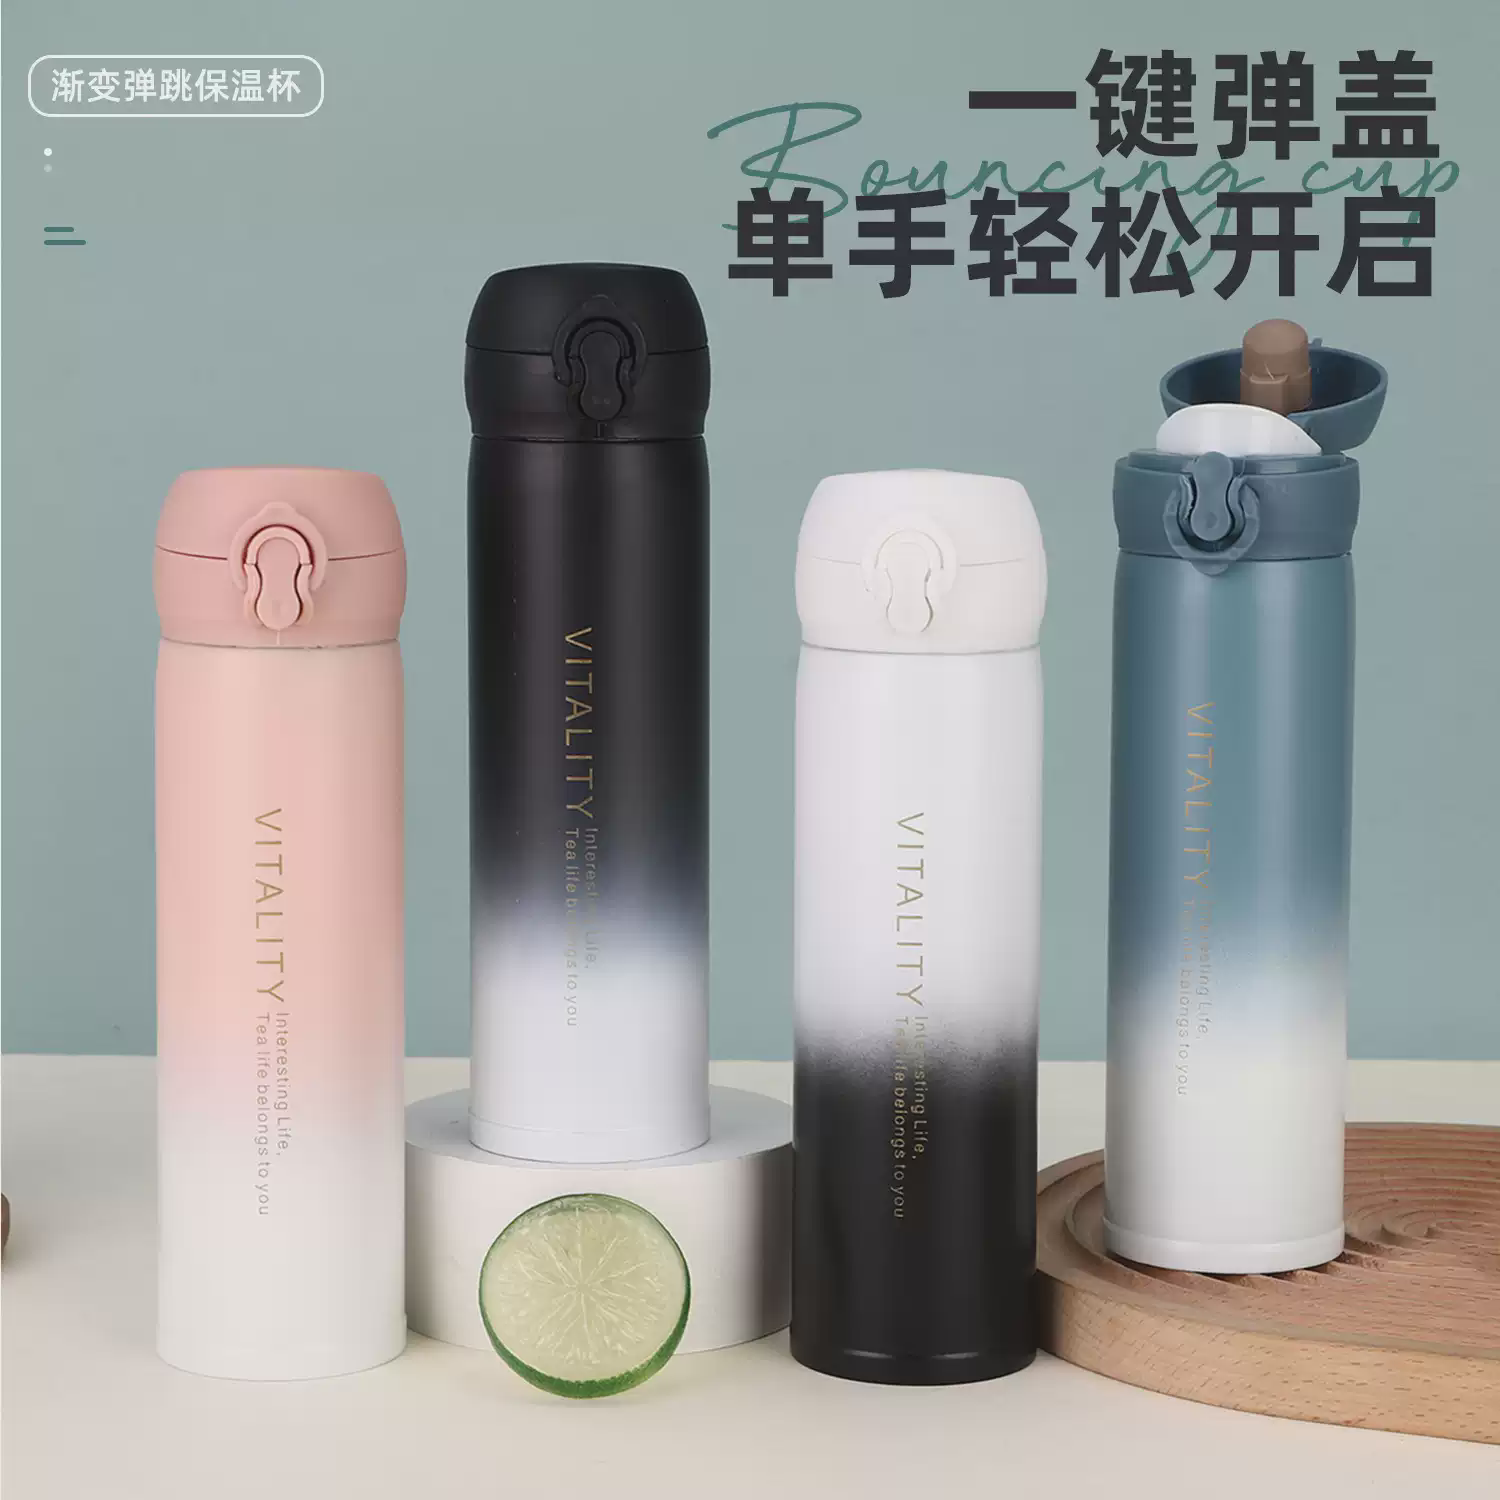 渐变弹跳保温杯
一键弹盖
Bouncing cup
单手轻松开启
VITALITY
Interesting Life,
Tea life belongs to you
VITALITY
Interesting Life,
Tea life belongs to you
VITALITY
Interesting Life,
Tea life belongs to you
VITALITY
Interesting Life,
Tea life belongs to you